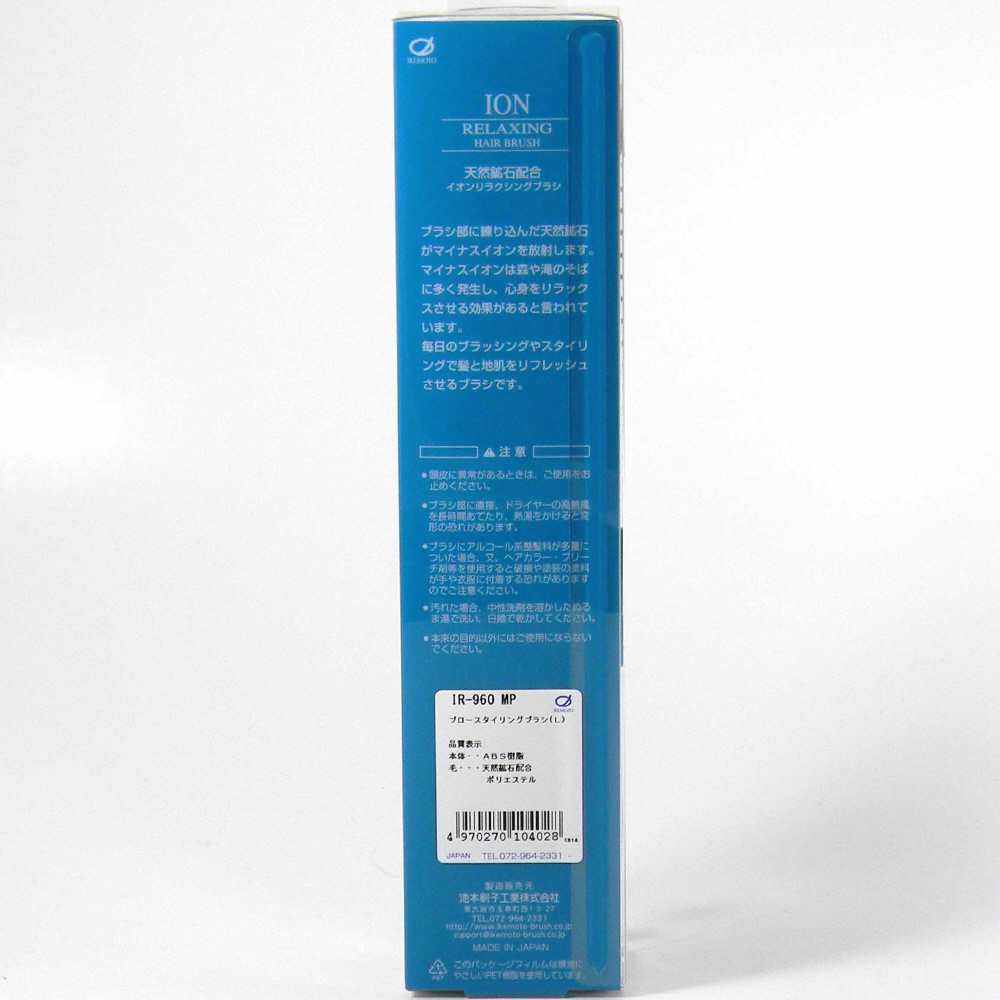 IKEMOTO
ION
RELAXING
HAIR BRUSH
天然鉱石配合
イオンリラクシングブラシ
ブラシ部に練り込んだ天然鉱石
がマイナスイオンを放射します。
マイナスイオンは森や滝のそば
に多く発生し、心身をリラック
スさせる効果があると言われて
います。
毎日のブラッシングやスタイリ
ングで髪と地肌をリフレッシュ
させるブラシです。
注意
●頭皮に異常があるときは、ご使用をお
止めください。
●ブラシ部に直接、ドライヤーの高熱風
を長時間あてたり、熱湯をかけると変
形の恐れがあります。
●ブラシにアルコール系整髪料が多量に
ついた場合、又、ヘアカラー・ブリー
チ剤等を使用すると破損や塗装の塗料
が手や衣服に付着する恐れがあります
のでご注意ください。
●汚れた場合、中性洗剤を溶かしたぬる
ま湯で洗い、日陰で乾かしてください。
●本来の目的以外にはご使用にならない
でください。
IR-960 MP
IKEMOTO
ブロースタイリングブラシ(L)
品質表示
本体・・ABS樹脂
毛・・・天然鉱石配合
ポリエステル
4 970270 104028
JAPAN TEL.072-964-2331
製造販売元
池本刷子工業株式会社
TEL.072-964-2331
http://www.ikemoto-brush.co.jp
support@ikemoto-brush.co.jp
MADE IN JAPAN
1
PET
このパッケージフィルムは環境に
やさしいPET樹脂を使用しています。